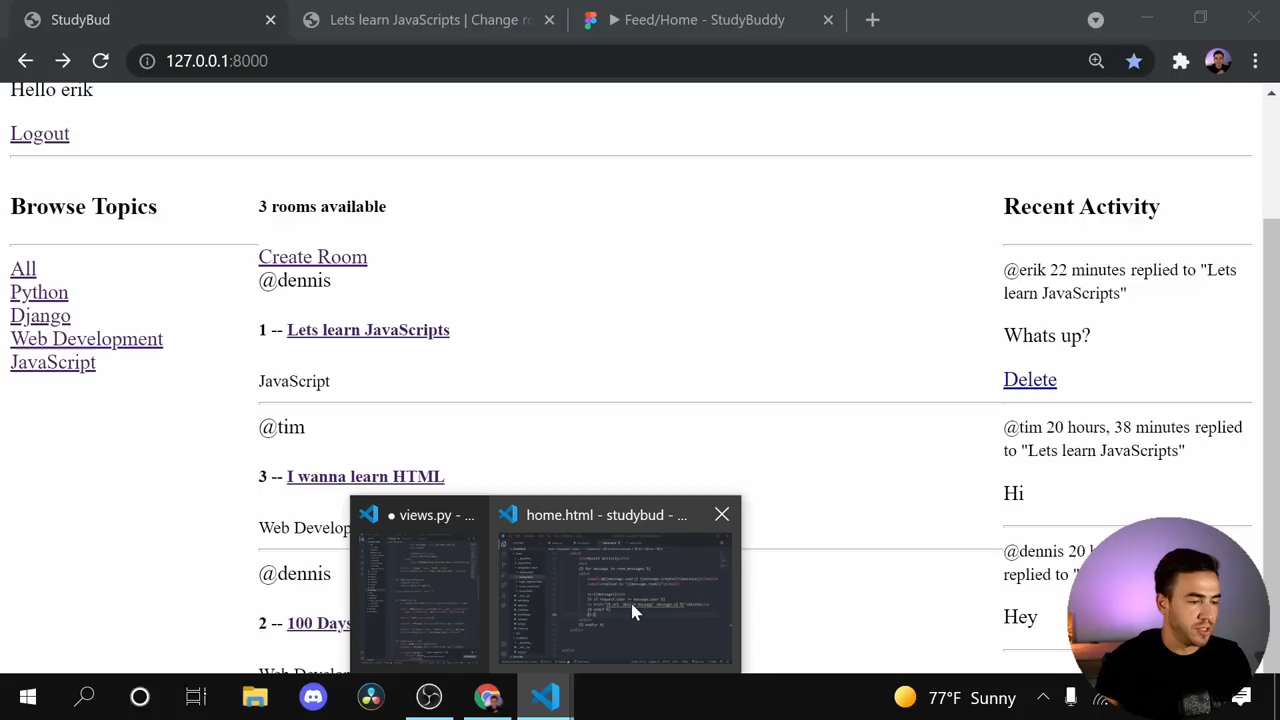 StudyBud
Lets learn JavaScripts | Change ro
Feed/Home - StudyBuddy
127.0.0.1:8000
Hello erik
Logout
Browse Topics
All
Python
Django
Web Development
JavaScript
3 rooms available
Create Room
@dennis
1 -- Lets learn JavaScripts
JavaScript
@tim
3 -- I wanna learn HTML
Web Develop
@dennis
2 -- 100 Days
Recent Activity
@erik 22 minutes replied to "Lets
learn JavaScripts"
Whats up?
Delete
@tim 20 hours, 38 minutes replied
to "Lets learn JavaScripts"
Hi
@dennis 20
replied to "
Hey
● views.py - ...
home.html - studybud - ...
77°F Sunny